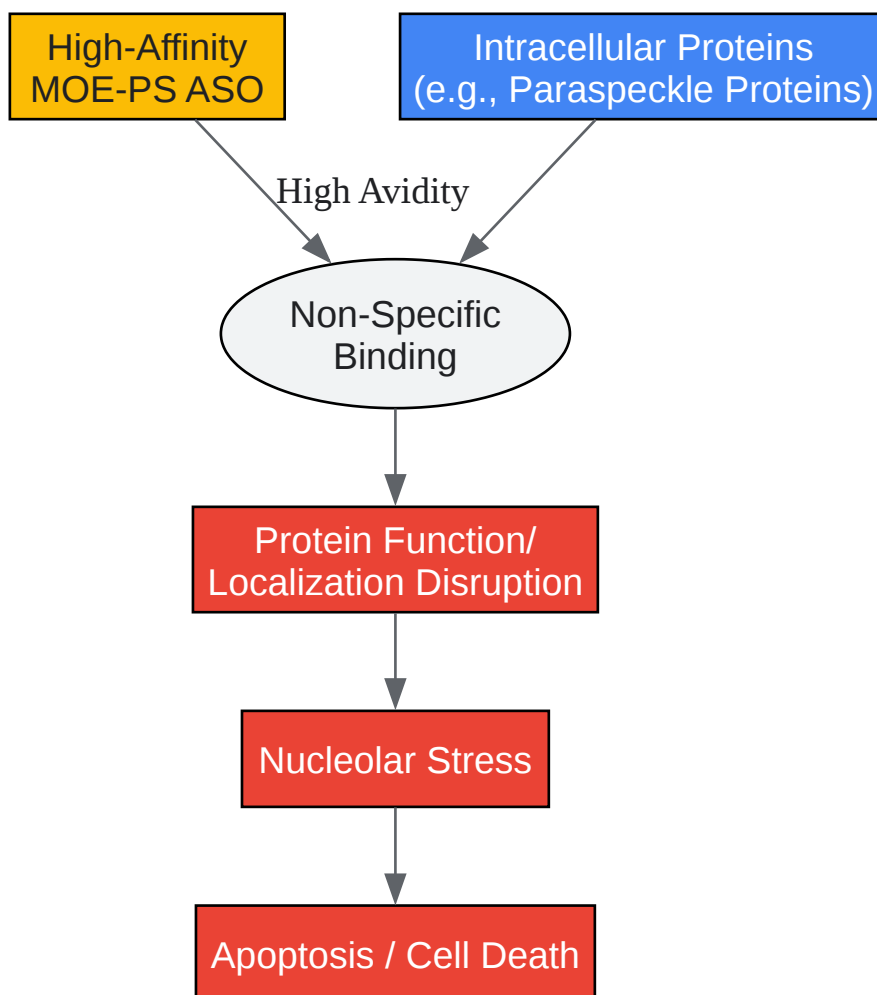 High-Affinity
MOE-PS ASO
Intracellular Proteins
(e.g., Paraspeckle Proteins)
High Avidity
Non-Specific
Binding
Protein Function/
Localization Disruption
Nucleolar Stress
Apoptosis / Cell Death